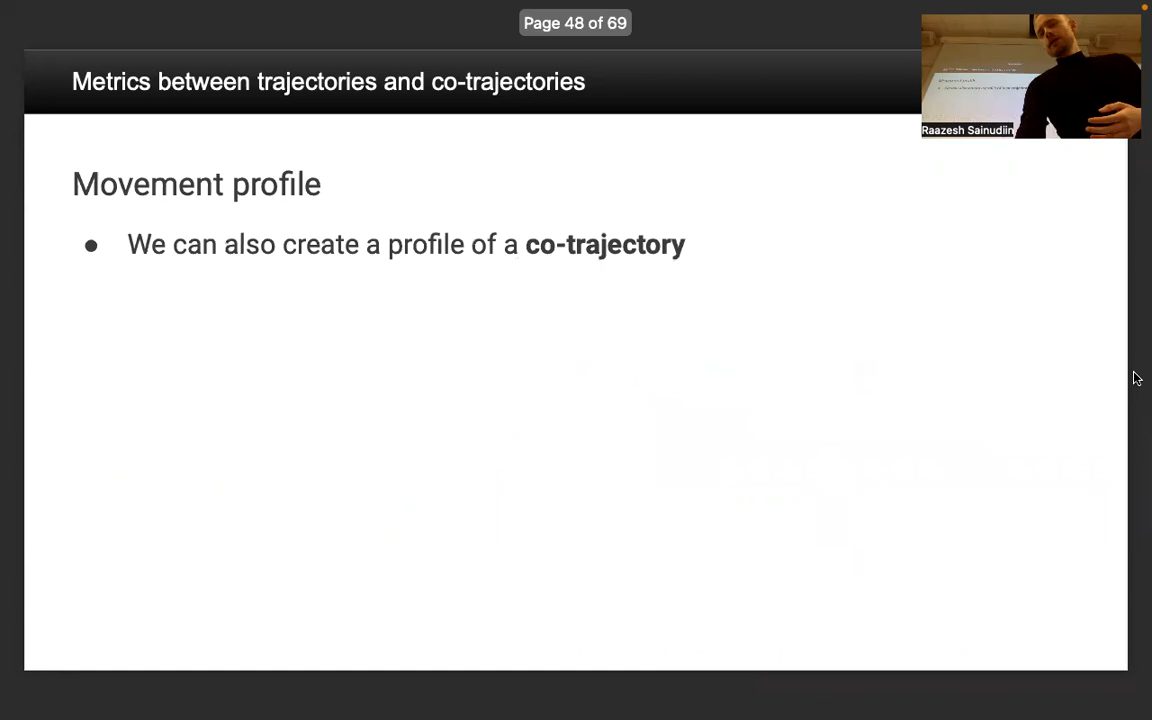 Page 48 of 69
Metrics between trajectories and co-trajectories
Raazesh Sainudiin
Movement profile
● We can also create a profile of a co-trajectory